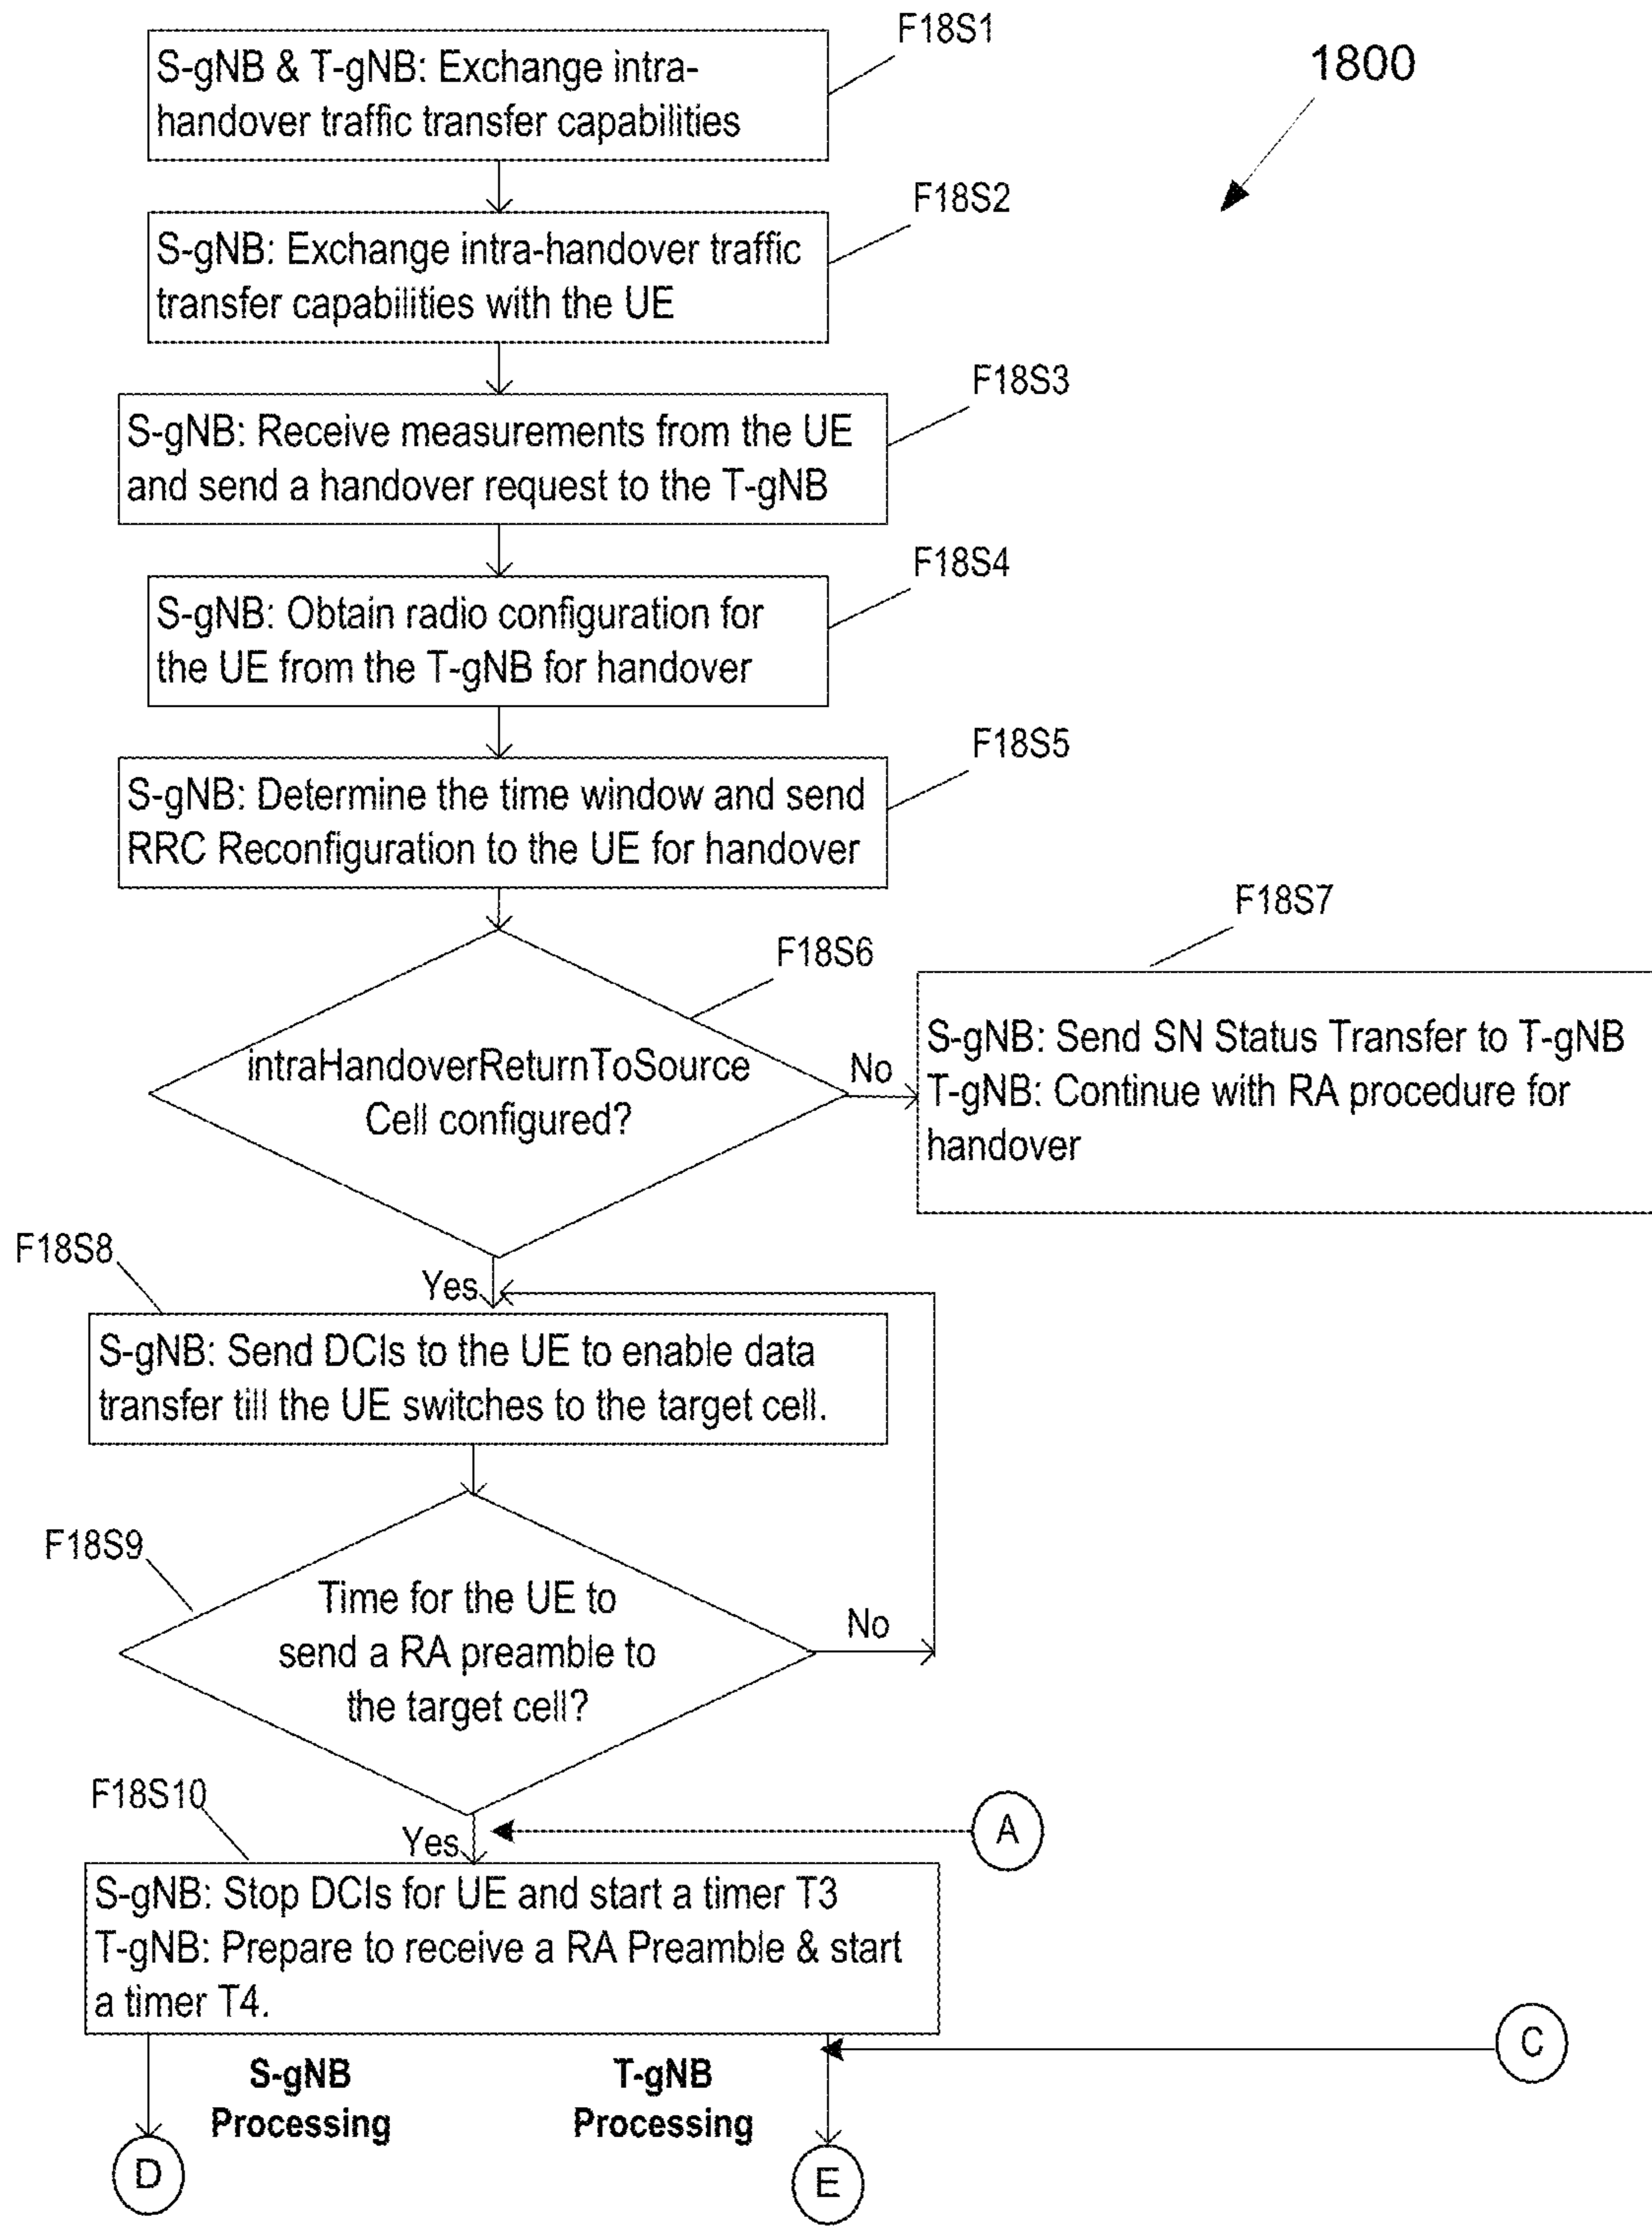 F18S1
1800
S-gNB & T-gNB: Exchange intra-
handover traffic transfer capabilities
F18S2
S-gNB: Exchange intra-handover traffic
transfer capabilities with the UE
F18S3
S-gNB: Receive measurements from the UE
and send a handover request to the T-gNB
F18S4
S-gNB: Obtain radio configuration for
the UE from the T-gNB for handover
F18S5
S-gNB: Determine the time window and send
RRC Reconfiguration to the UE for handover
F18S6
intraHandoverReturnToSource
Cell configured?
No
F18S7
S-gNB: Send SN Status Transfer to T-gNB
T-gNB: Continue with RA procedure for
handover
Yes
F18S8
S-gNB: Send DCIs to the UE to enable data
transfer till the UE switches to the target cell.
F18S9
Time for the UE to
send a RA preamble to
the target cell?
No
Yes
A
F18S10
S-gNB: Stop DCIs for UE and start a timer T3
T-gNB: Prepare to receive a RA Preamble & start
a timer T4.
C
S-gNB
Processing
T-gNB
Processing
D
E